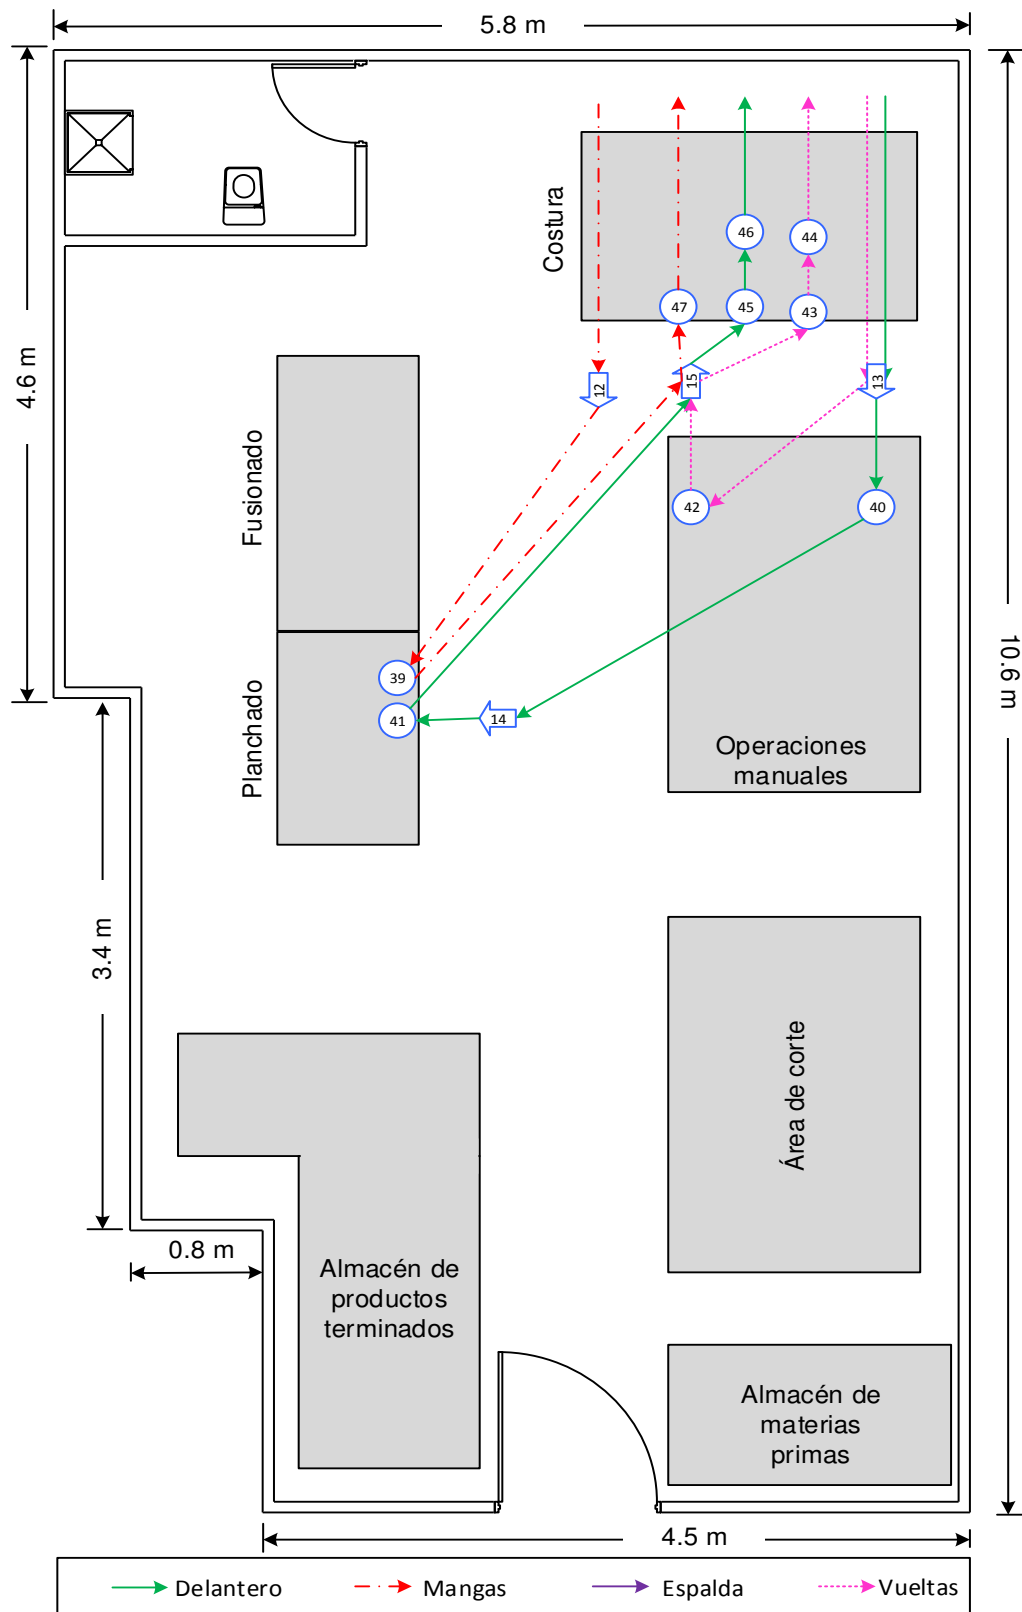 5.8 m
4.6 m
10.6 m
Costura
46
44
47
45
43
12
15
13
Fusionado
42
40
39
41
14
Planchado
Operaciones
manuales
3.4 m
Área de corte
0.8 m
Almacén de
productos
terminados
Almacén de
materias
primas
4.5 m
Delantero
Mangas
Espalda
Vueltas